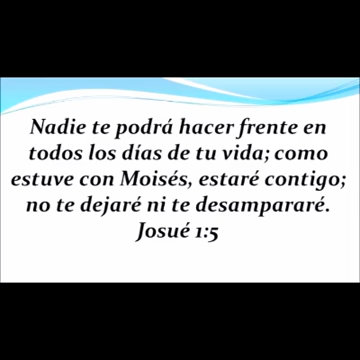 Nadie te podrá hacer frente en
todos los días de tu vida; como
estuve con Moisés, estaré contigo;
no te dejaré ni te desampararé.
Josué 1:5